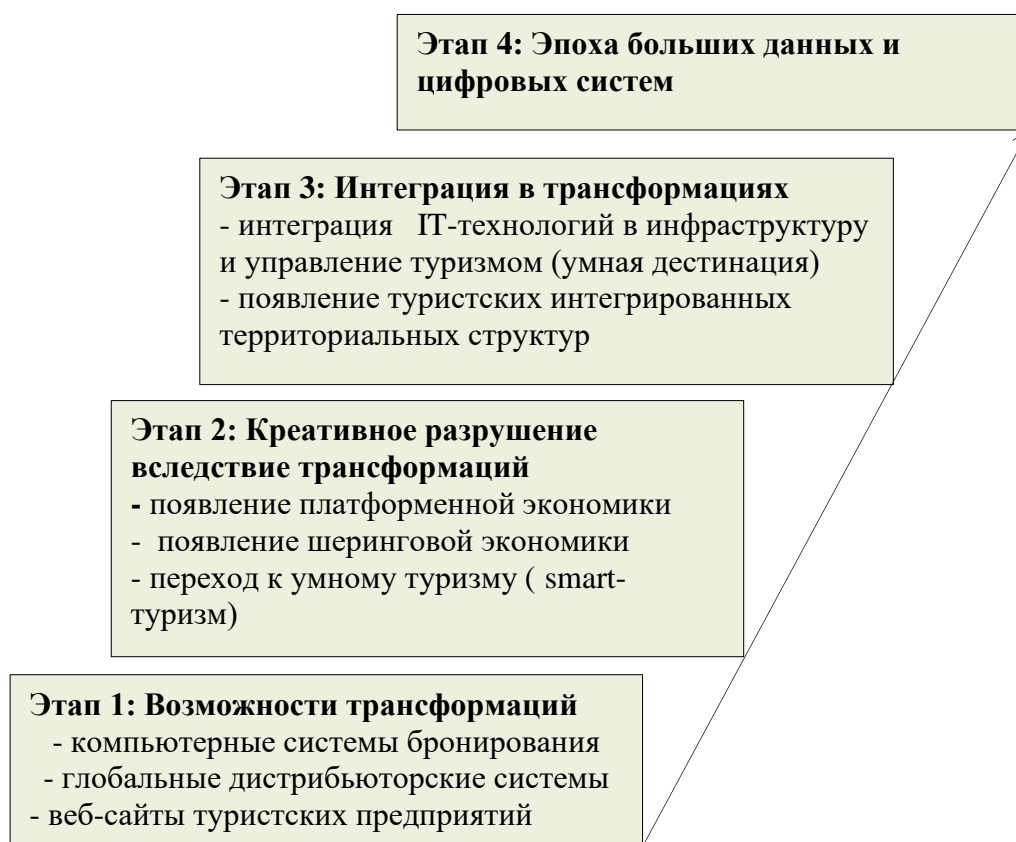 Этап 4: Эпоха больших данных и
цифровых систем
Этап 3: Интеграция в трансформациях
- интеграция IT-технологий в инфраструктуру
и управление туризмом (умная дестинация)
- появление туристских интегрированных
территориальных структур
Этап 2: Креативное разрушение
вследствие трансформаций
- появление платформенной экономики
- появление шеринговой экономики
- переход к умному туризму ( smart-
туризм)
Этап 1: Возможности трансформаций
- компьютерные системы бронирования
- глобальные дистрибьюторские системы
- веб-сайты туристских предприятий